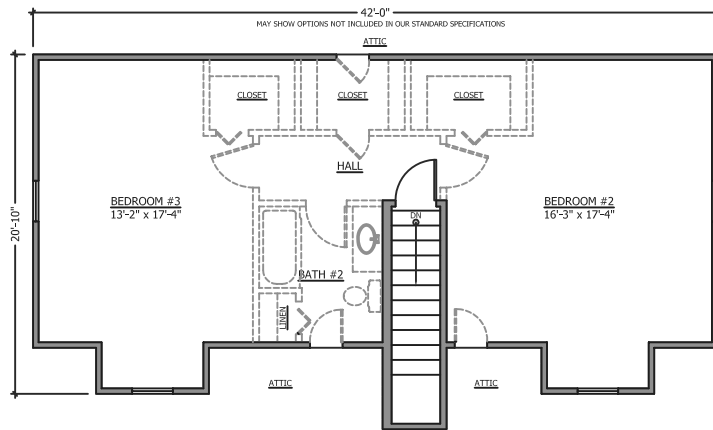 42'-0"
MAY SHOW OPTIONS NOT INCLUDED IN OUR STANDARD SPECIFICATIONS
ATTIC
CLOSET
CLOSET
CLOSET
HALL
BEDROOM #3
13'-2" x 17'-4"
BEDROOM #2
16'-3" x 17'-4"
DN
20'-10"
BATH #2
LINEN
ATTIC
ATTIC